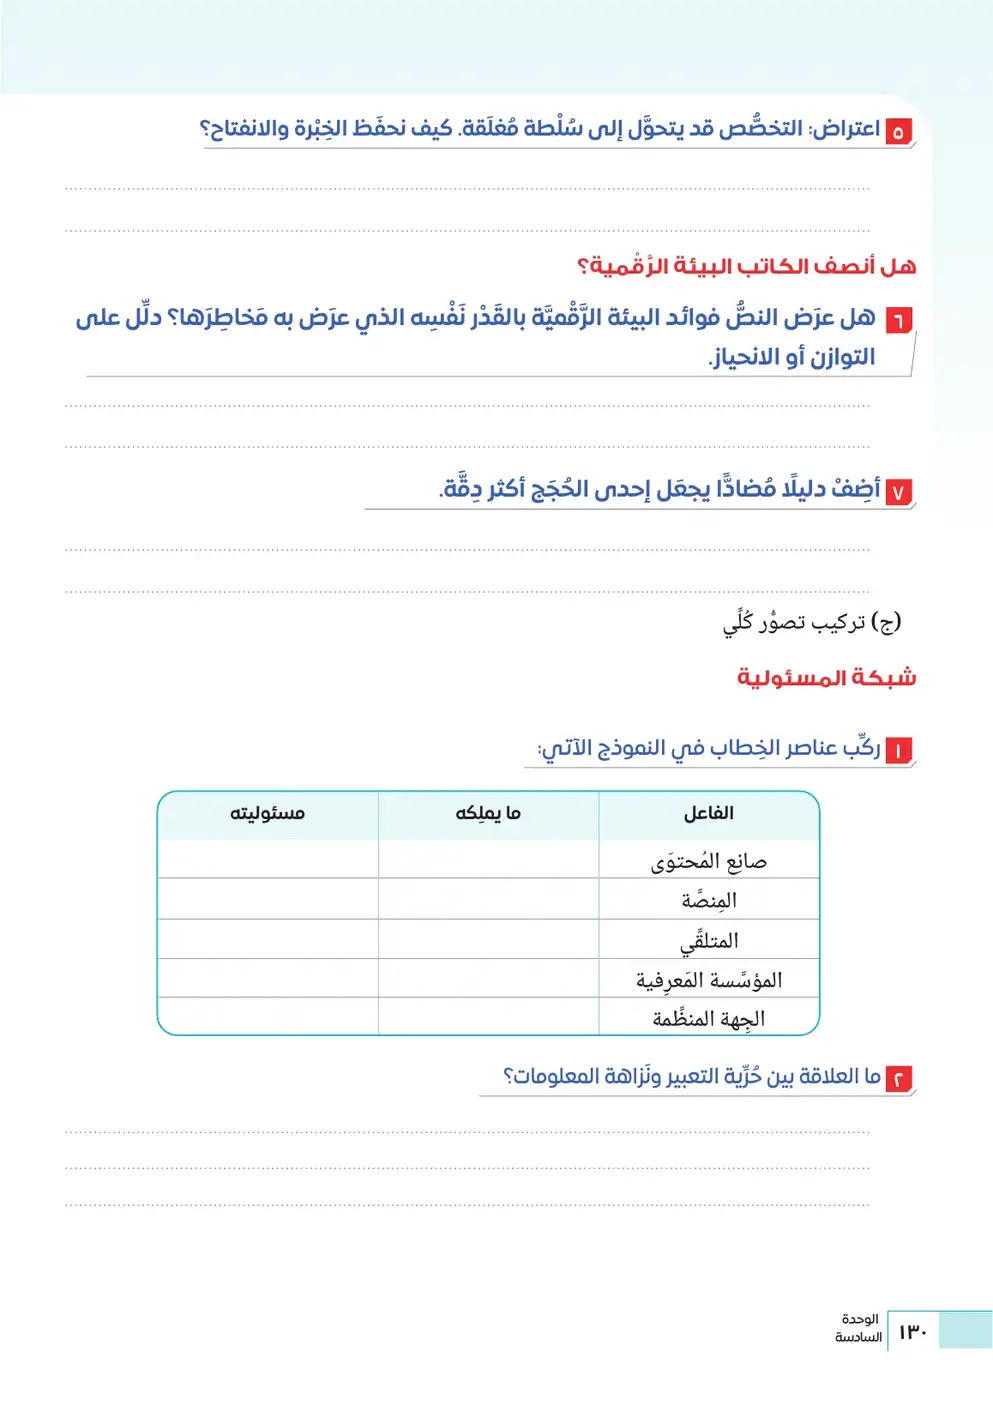 ٥ اعتراض: التخصُّص قد يتحوَّل إلى سُلْطة مُغلَقة. كيف نحفَظ الخِبْرة والانفتاح؟
هل أنصف الكاتب البيئة الرَّقْمية؟
٦ هل عرَض النصُّ فوائد البيئة الرَّقْميَّة بالقَدْر نَفْسِه الذي عرَض به مَخاطِرَها؟ دلِّل على
التوازن أو الانحياز.
٧ أضِفْ دليلًا مُضادًّا يجعَل إحدى الحُجَج أكثر دِقَّة.
(ج) تركيب تصوُّر كُلِّي
شبكة المسئولية
١ ركِّب عناصر الخِطاب في النموذج الآتي:
الفاعل ما يملِكه مسئوليته
صانِع المُحتوَى
المِنصَّة
المتلقِّي
المؤسَّسة المَعرِفية
الجِهة المنظِّمة
٢ ما العلاقة بين حُرِّية التعبير ونَزاهة المعلومات؟
١٣٠ الوحدة
السادسة